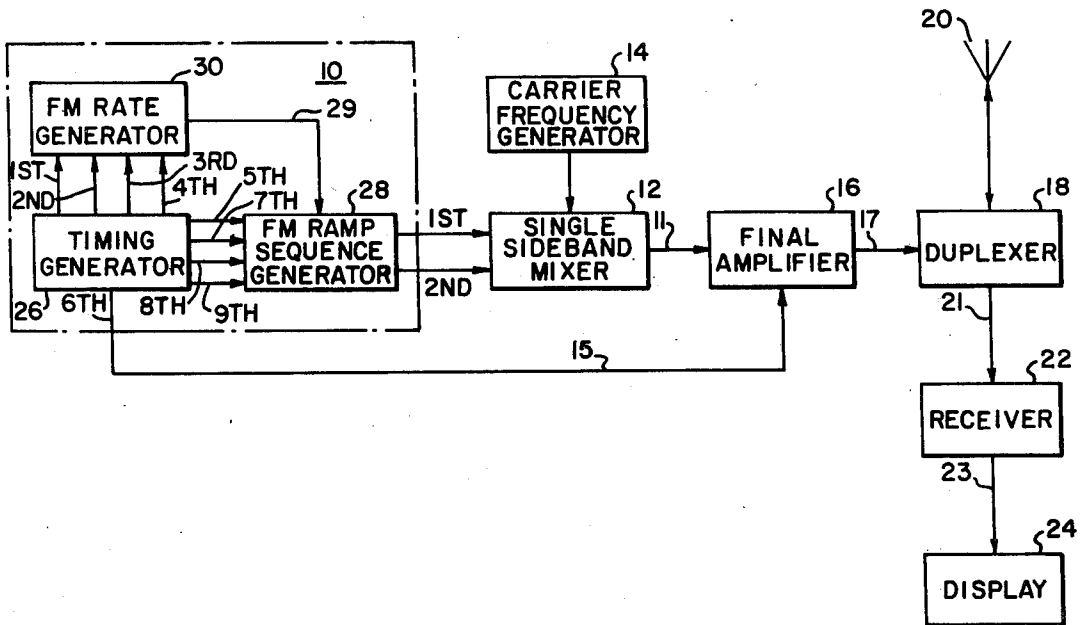 20
10
30
14
FM RATE
GENERATOR
29
CARRIER
FREQUENCY
GENERATOR
1ST
2ND
3RD
4TH
5TH
7TH
28
12
16
18
TIMING
GENERATOR
FM RAMP
SEQUENCE
GENERATOR
1ST
2ND
SINGLE
SIDEBAND
MIXER
11
FINAL
AMPLIFIER
17
DUPLEXER
26
6TH
8TH
9TH
21
15
22
RECEIVER
23
24
DISPLAY